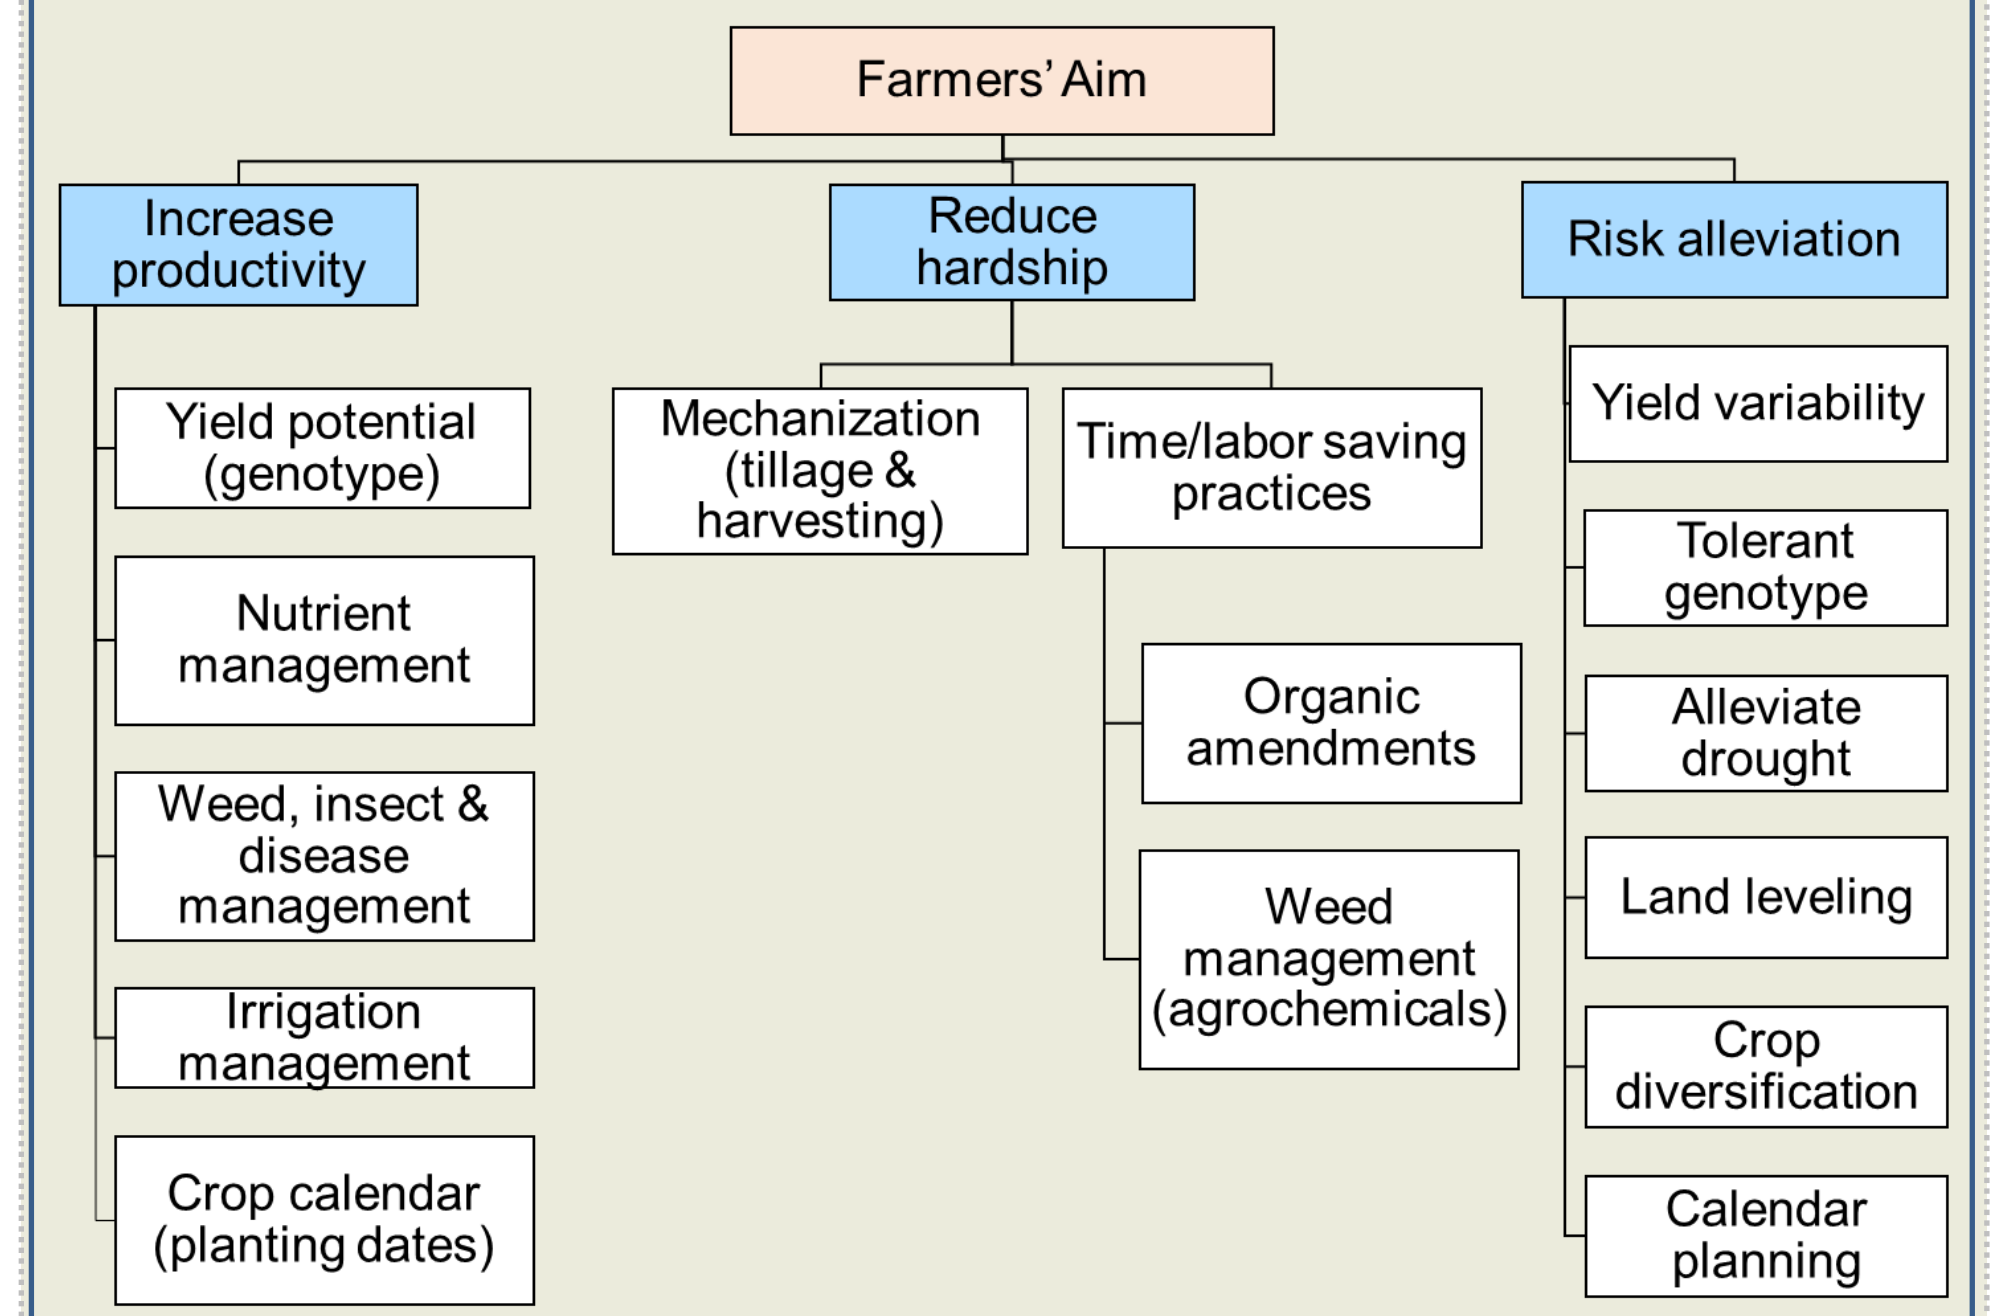 Farmers’ Aim
Increase
productivity
Reduce
hardship
Risk alleviation
Yield potential
(genotype)
Nutrient
management
Weed, insect &
disease
management
Irrigation
management
Crop calendar
(planting dates)
Mechanization
(tillage &
harvesting)
Time/labor saving
practices
Organic
amendments
Weed
management
(agrochemicals)
Yield variability
Tolerant
genotype
Alleviate
drought
Land leveling
Crop
diversification
Calendar
planning